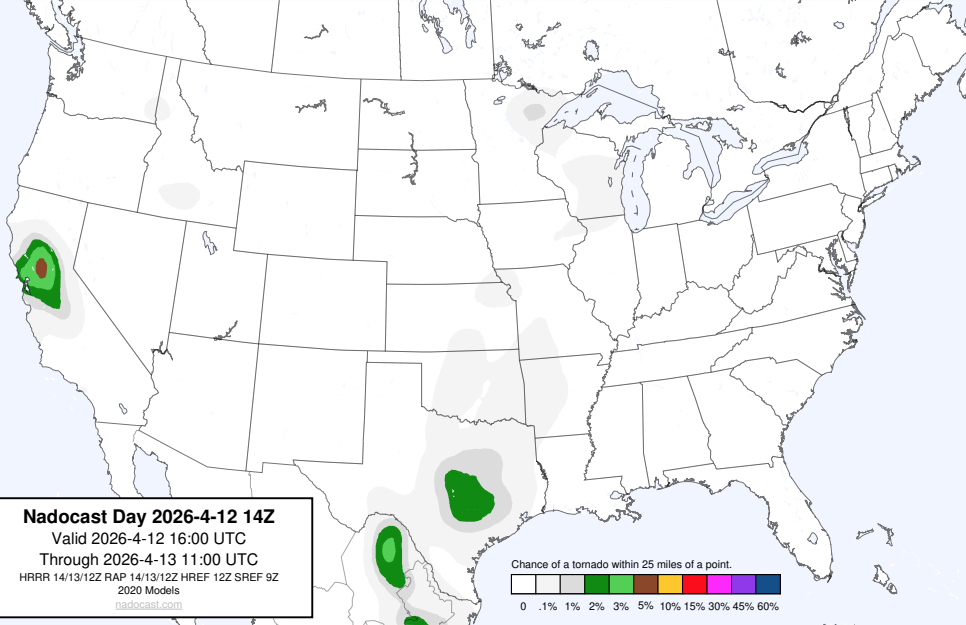 Nadocast Day 2026-4-12 14Z
Valid 2026-4-12 16:00 UTC
Through 2026-4-13 11:00 UTC
HRRR 14/13/12Z RAP 14/13/12Z HREF 12Z SREF 9Z
2020 Models
nadocast.com
Chance of a tornado within 25 miles of a point.
0 .1% 1% 2% 3% 5% 10% 15% 30% 45% 60%